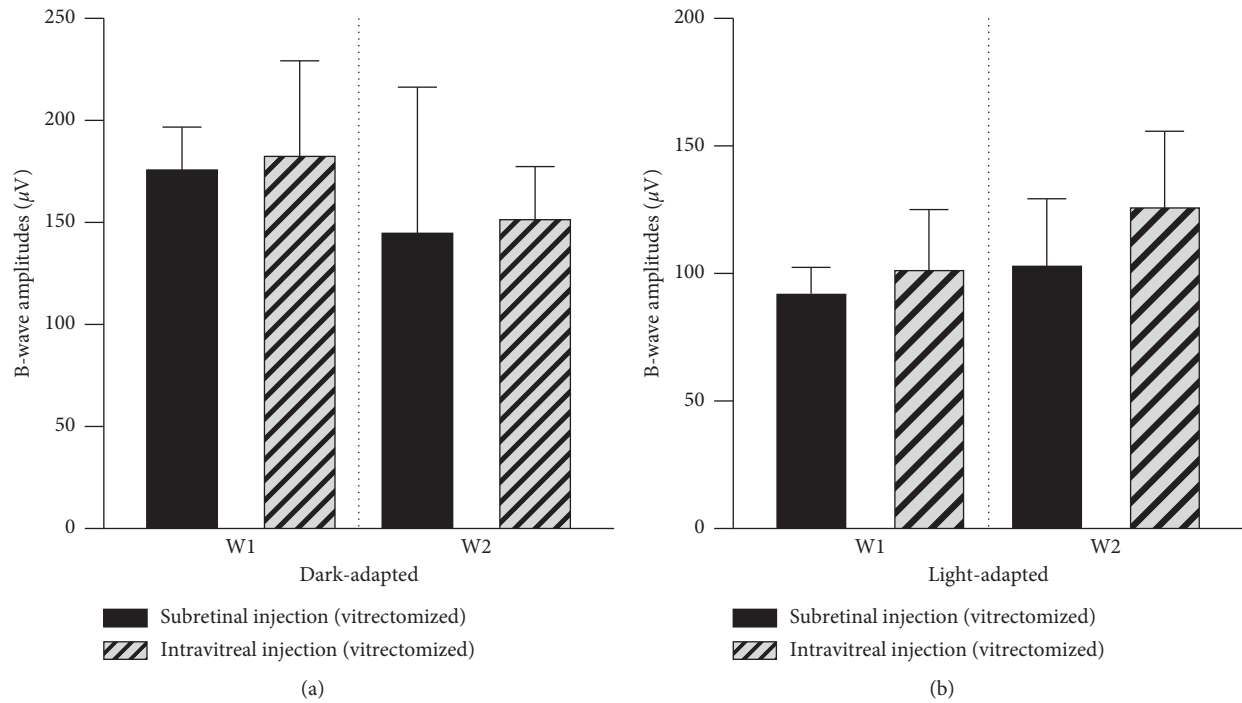 250
200
150
100
50
0
B-wave amplitudes (μV)
W1 W2
Dark-adapted
Subretinal injection (vitrectomized)
Intravitreal injection (vitrectomized)
(a)
200
150
100
50
0
B-wave amplitudes (μV)
W1 W2
Light-adapted
Subretinal injection (vitrectomized)
Intravitreal injection (vitrectomized)
(b)